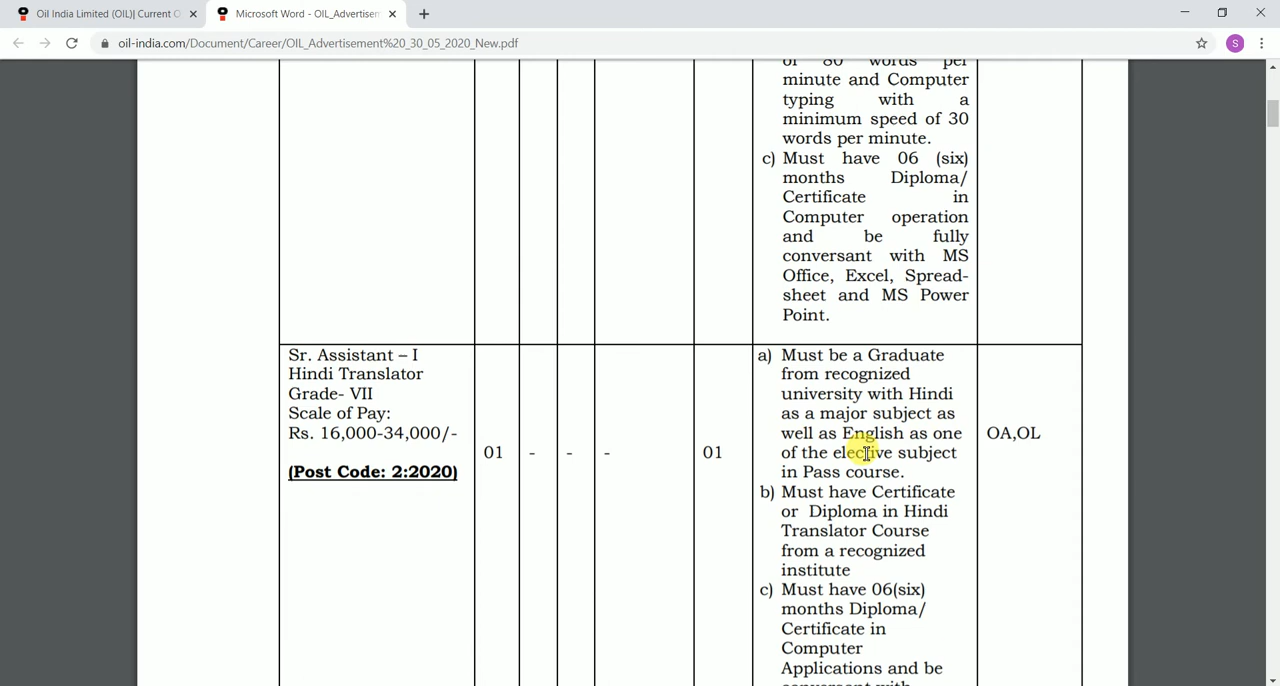 Oil India Limited (OIL)| Current O
Microsoft Word - OIL_Advertisem
oil-india.com/Document/Career/OIL_Advertisement%20_30_05_2020_New.pdf
S
of 80 words per
minute and Computer
typing with a
minimum speed of 30
words per minute.
c) Must have 06 (six)
months Diploma/
Certificate in
Computer operation
and be fully
conversant with MS
Office, Excel, Spread-
sheet and MS Power
Point.
Sr. Assistant – I
Hindi Translator
Grade- VII
Scale of Pay:
Rs. 16,000-34,000/-
(Post Code: 2:2020)
01 - - - 01
a) Must be a Graduate
from recognized
university with Hindi
as a major subject as
well as English as one
of the elective subject
in Pass course.
b) Must have Certificate
or Diploma in Hindi
Translator Course
from a recognized
institute
c) Must have 06(six)
months Diploma/
Certificate in
Computer
Applications and be
conversant with
OA,OL